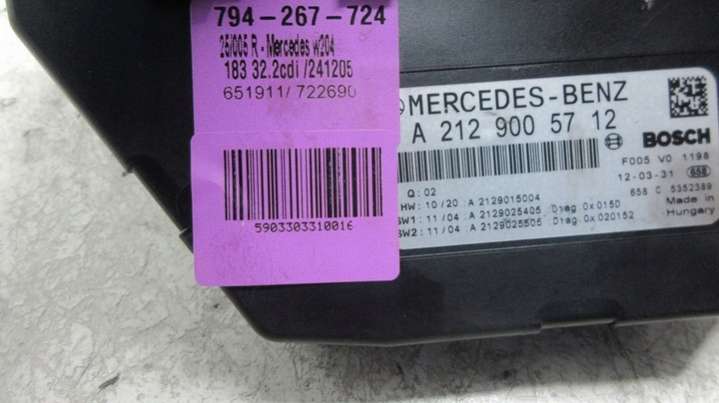 794-267-724
25/005 R - Mercedes w204
183 32.2cdi /241205
651911/ 722690
5903303310016
MERCEDES-BENZ
A 212 900 57 12
BOSCH
F005 V0 1198
12-03-31 658
658 C 5352389
Made in
Hungary
Q: 02
HW: 10/20 A 2129015004
SW1: 11/04 A 2129025405 Diag 0x015D
SW2: 11/04 A 2129025505 Diag 0x020152